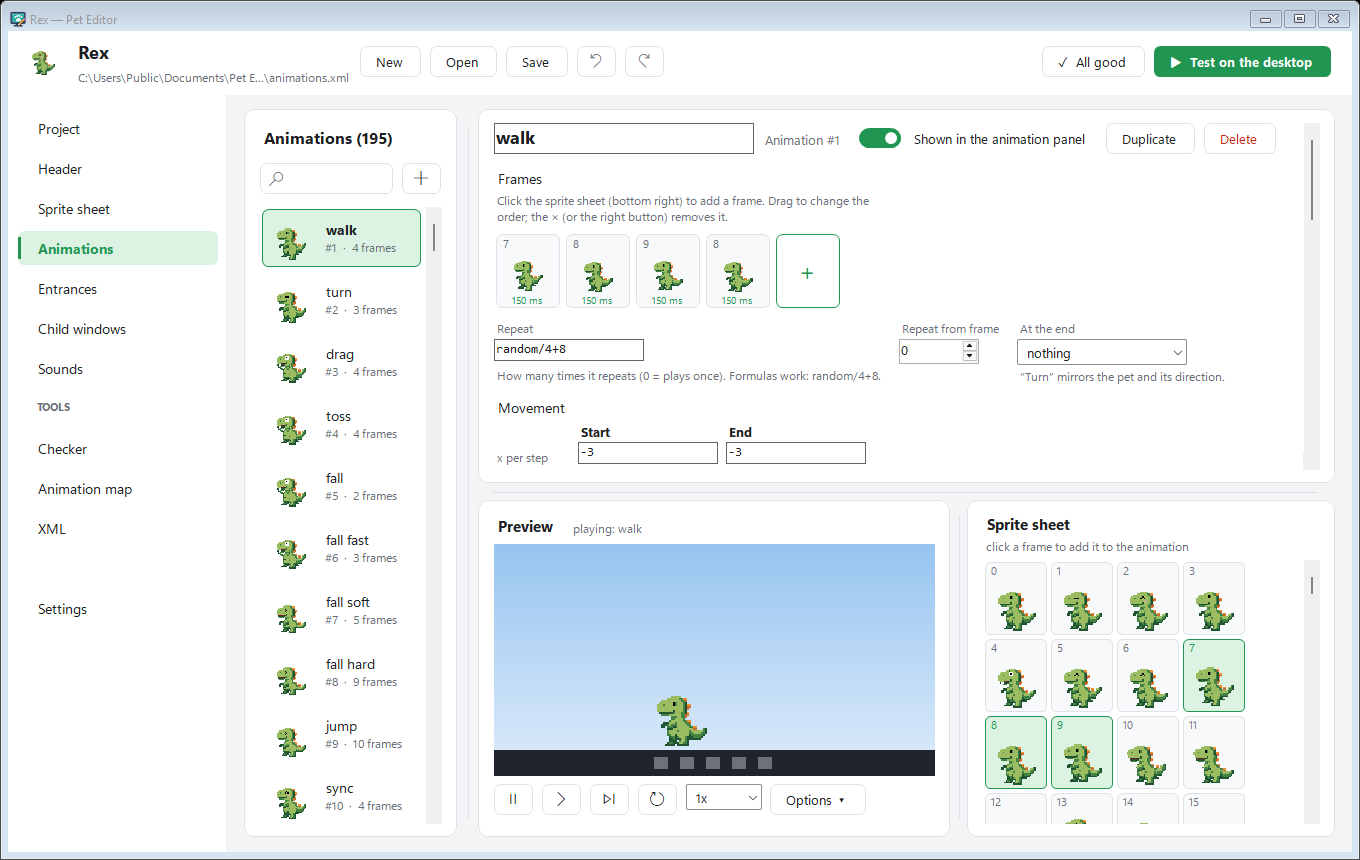 Rex — Pet Editor
Rex
C:\Users\Public\Documents\Pet E...\animations.xml
New
Open
Save
✓ All good
▶ Test on the desktop
Project
Header
Sprite sheet
Animations
Entrances
Child windows
Sounds
TOOLS
Checker
Animation map
XML
Settings
Animations (195)
+
walk
#1 · 4 frames
turn
#2 · 3 frames
drag
#3 · 4 frames
toss
#4 · 4 frames
fall
#5 · 2 frames
fall fast
#6 · 3 frames
fall soft
#7 · 5 frames
fall hard
#8 · 9 frames
jump
#9 · 10 frames
sync
#10 · 4 frames
walk
Animation #1
Shown in the animation panel
Duplicate
Delete
Frames
Click the sprite sheet (bottom right) to add a frame. Drag to change the
order; the × (or the right button) removes it.
7 8 9 8
+
150 ms 150 ms 150 ms 150 ms
Repeat
random/4+8
How many times it repeats (0 = plays once). Formulas work: random/4+8.
Repeat from frame
0
At the end
nothing
“Turn” mirrors the pet and its direction.
Movement
Start End
x per step
-3 -3
Preview
playing: walk
1x
Options ▾
Sprite sheet
click a frame to add it to the animation
0 1 2 3
4 5 6 7
8 9 10 11
12 13 14 15